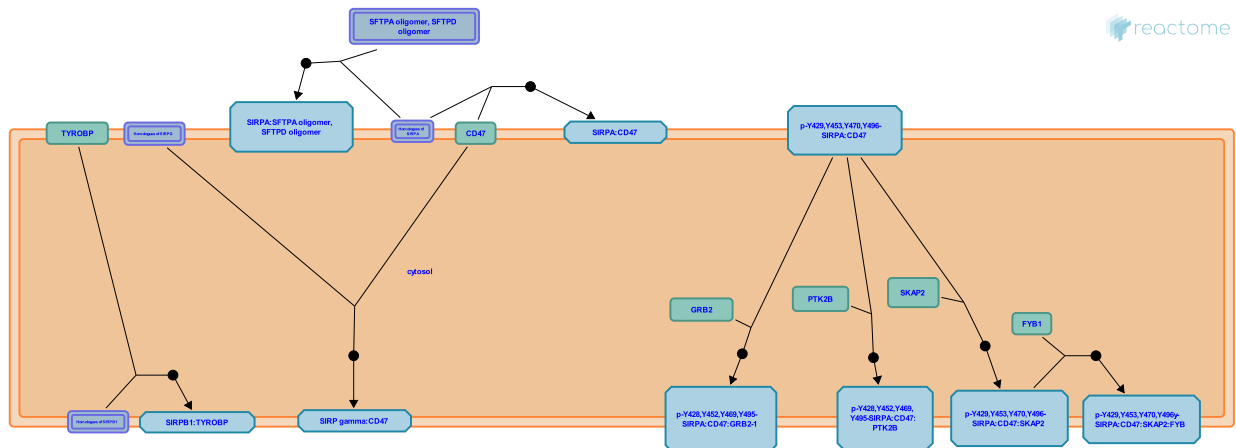 SFTPA oligomer, SFTPD
oligomer
reactome
SIRPA:SFTPA oligomer,
SFTPD oligomer
TYROBP
Homologues of SIRPG
Homologues of
SIRPA
CD47
SIRPA:CD47
p-Y429,Y453,Y470,Y496-
SIRPA:CD47
cytosol
GRB2
PTK2B
SKAP2
FYB1
Homologues of SIRPB1
SIRPB1:TYROBP
SIRP gamma:CD47
p-Y428,Y452,Y469,Y495-
SIRPA:CD47:GRB2-1
p-Y428,Y452,Y469,
Y495-SIRPA:CD47:
PTK2B
p-Y429,Y453,Y470,Y496-
SIRPA:CD47:SKAP2
p-Y429,Y453,Y470,Y496y-
SIRPA:CD47:SKAP2:FYB